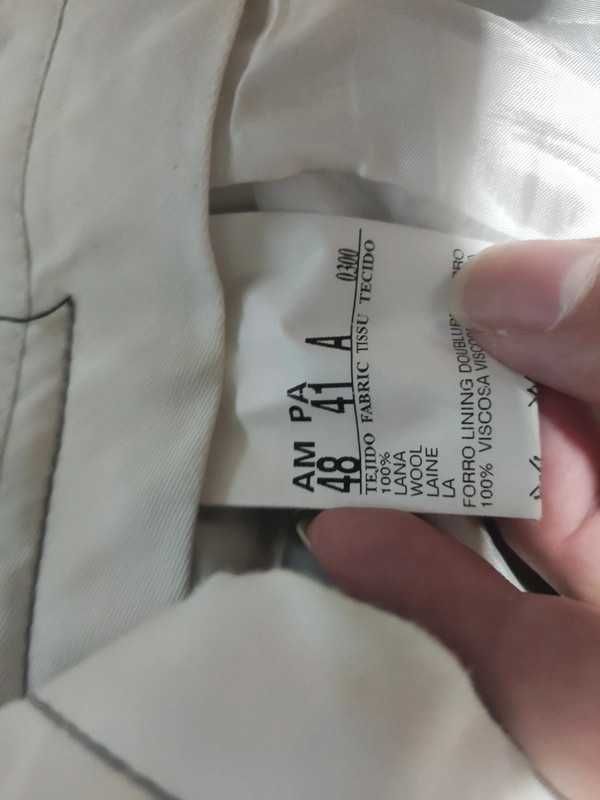 AM PA
48 41 A 0300
TEJIDO FABRIC TISSU TECIDO
100%
LANA
WOOL
LAINE
LA
FORRO LINING
100% VISCOSA